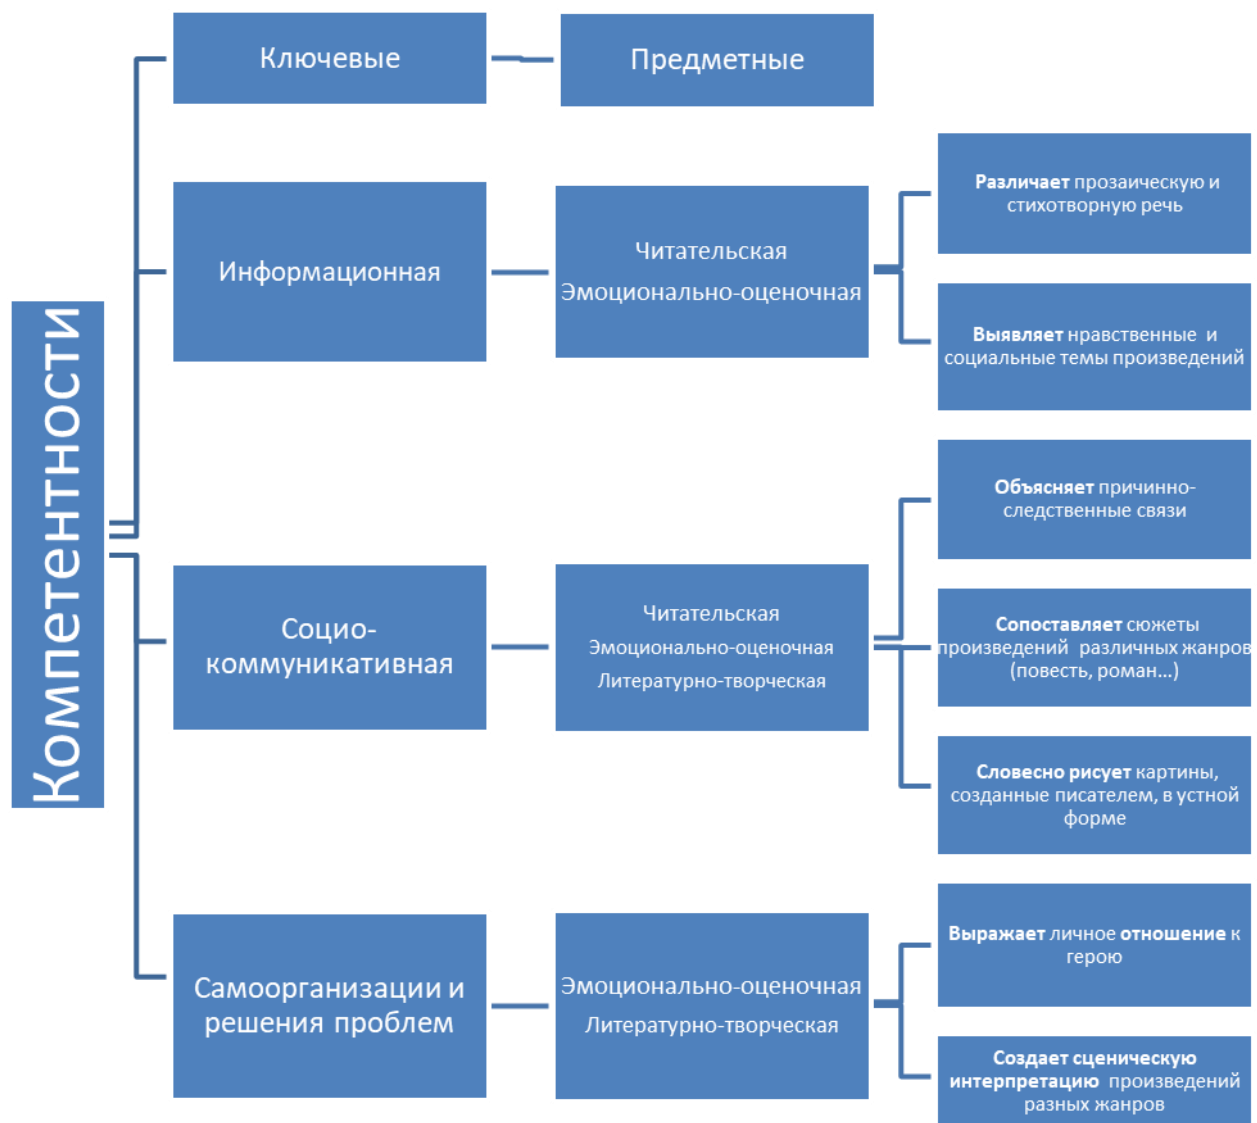 Компетентности
Ключевые
Предметные
Информационная
Читательская
Эмоционально-оценочная
Различает прозаическую и
стихотворную речь
Выявляет нравственные и
социальные темы произведений
Социо-
коммуникативная
Читательская
Эмоционально-оценочная
Литературно-творческая
Объясняет причинно-
следственные связи
Сопоставляет сюжеты
произведений различных жанров
(повесть, роман...)
Словесно рисует картины,
созданные писателем, в устной
форме
Самоорганизации и
решения проблем
Эмоционально-оценочная
Литературно-творческая
Выражает личное отношение к
герою
Создает сценическую
интерпретацию произведений
разных жанров